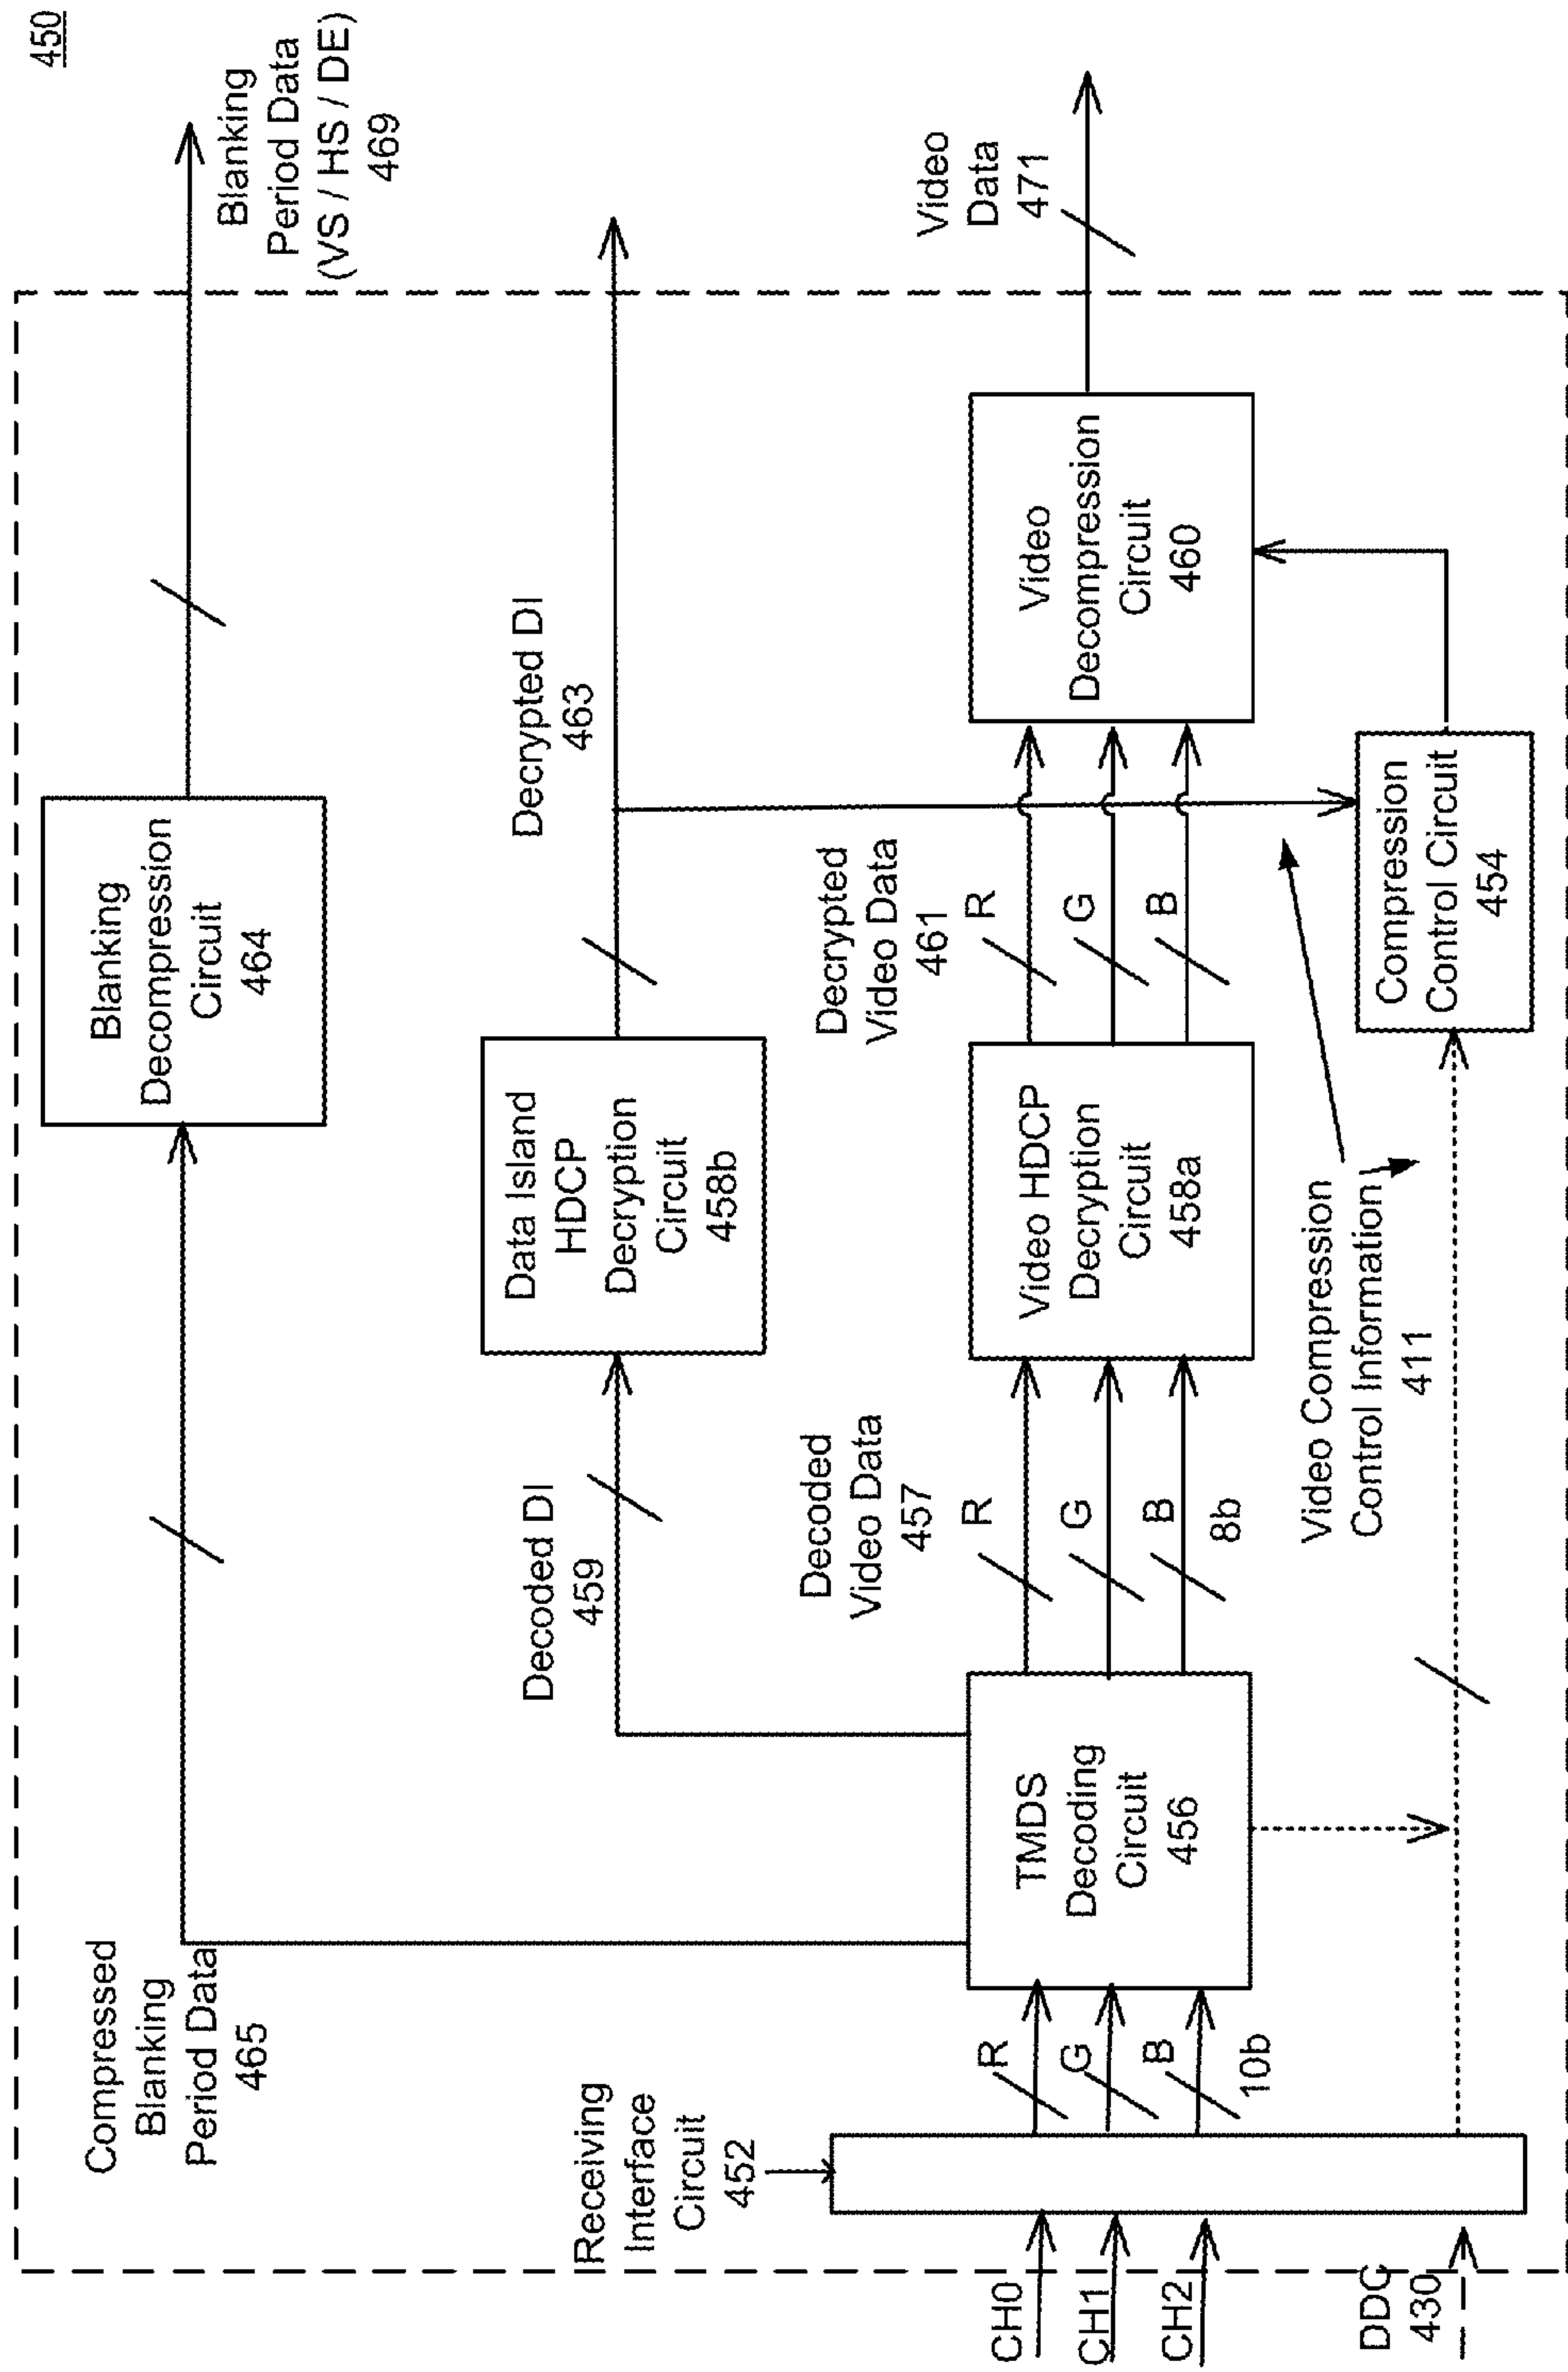 450
Compressed
Blanking
Period Data
465
Blanking
Decompression
Circuit
464
Blanking
Period Data
(VS / HS / DE)
469
Decoded DI
459
Data Island
HDCP
Decryption
Circuit
458b
Decrypted DI
463
Receiving
Interface
Circuit
452
CH0
CH1
CH2
DDC
430
R
G
B
10b
TMDS
Decoding
Circuit
456
Decoded
Video Data
457
R
G
B
8b
Video HDCP
Decryption
Circuit
458a
Decrypted
Video Data
461
R
G
B
Video
Decompression
Circuit
460
Video
Data
471
Video Compression
Control Information
411
Compression
Control Circuit
454